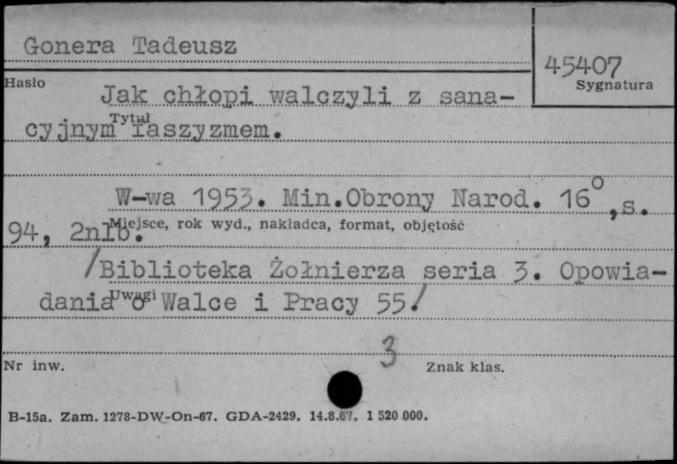 Gonera Tadeusz
45407
Hasło
Sygnatura
Jak chłopi walczyli z sana-
Tytuł
cyjnym faszyzmem.
W-wa 1953. Min.Obrony Narod. 16°,s.
Miejsce, rok wyd., nakładca, format, objętość
94, 2nlb.
/Biblioteka Żołnierza seria 3. Opowia-
Uwagi
dania o Walce i Pracy 55/
3
Nr inw.
Znak klas.
B-15a. Zam. 1278-DW-On-67. GDA-2429. 14.8.67. 1 520 000.